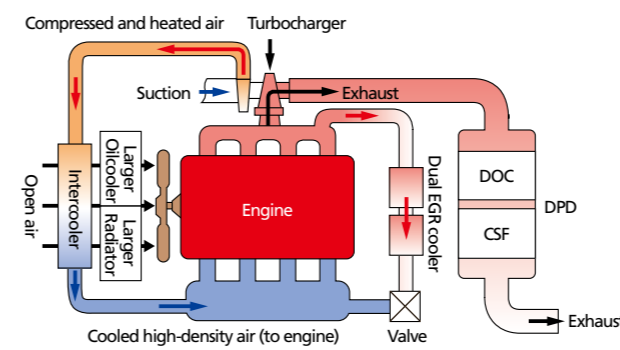 Compressed and heated air
Turbocharger
Suction
Exhaust
Open air
Intercooler
Larger
Oilcooler
Larger
Radiator
Engine
Dual EGR cooler
DOC
CSF
DPD
Exhaust
Cooled high-density air (to engine)
Valve